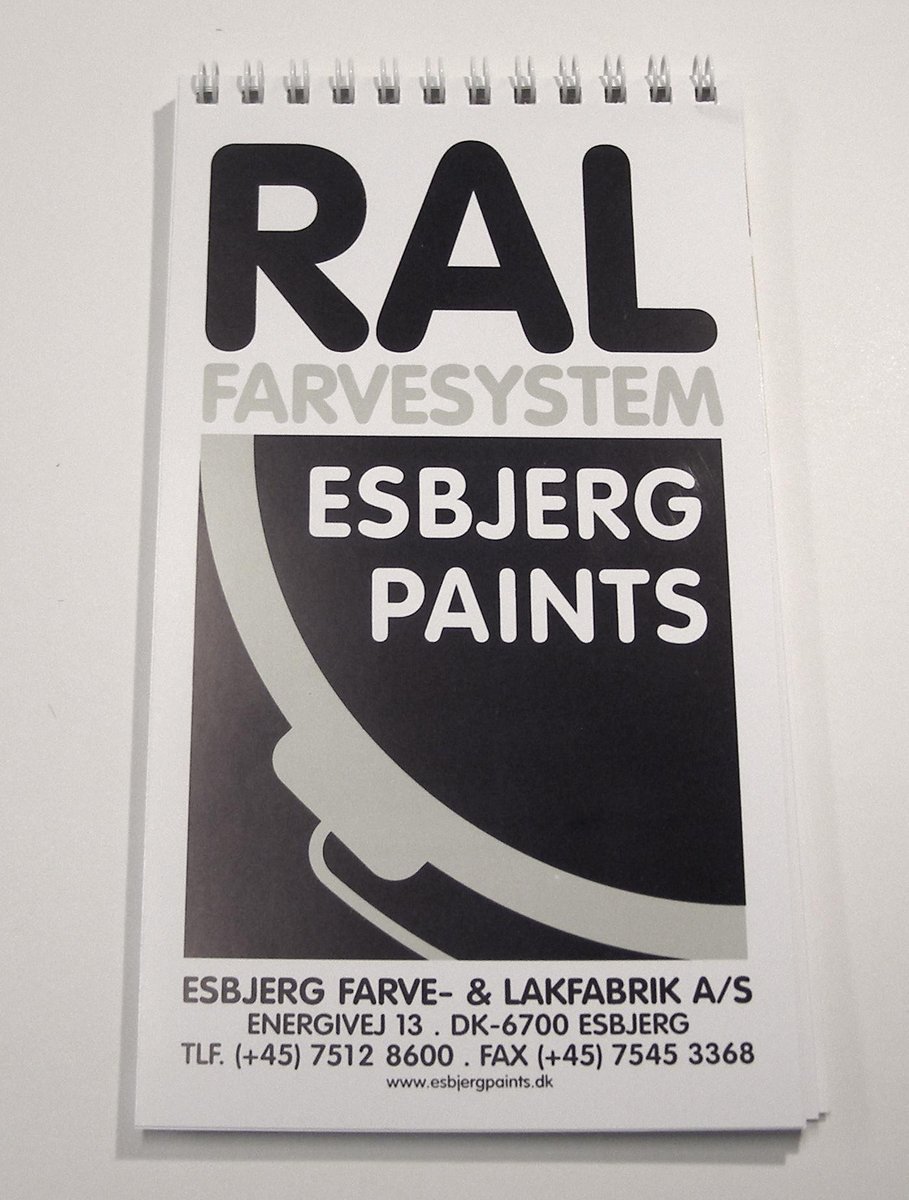 RAL
FARVESYSTEM
ESBJERG
PAINTS
ESBJERG FARVE- & LAKFABRIK A/S
ENERGIVEJ 13 . DK-6700 ESBJERG
TLF. (+45) 7512 8600 . FAX (+45) 7545 3368
www.esbjergpaints.dk